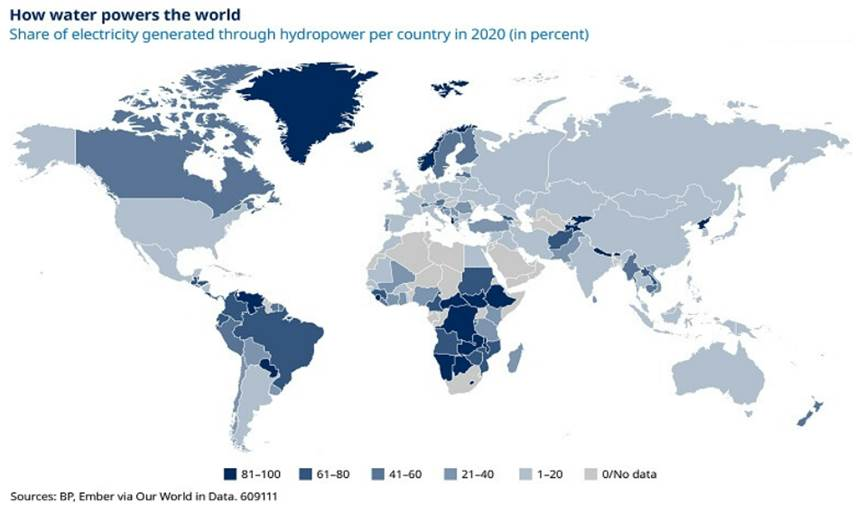 How water powers the world
Share of electricity generated through hydropower per country in 2020 (in percent)
81–100 61–80 41–60 21–40 1–20 0/No data
Sources: BP, Ember via Our World in Data. 609111